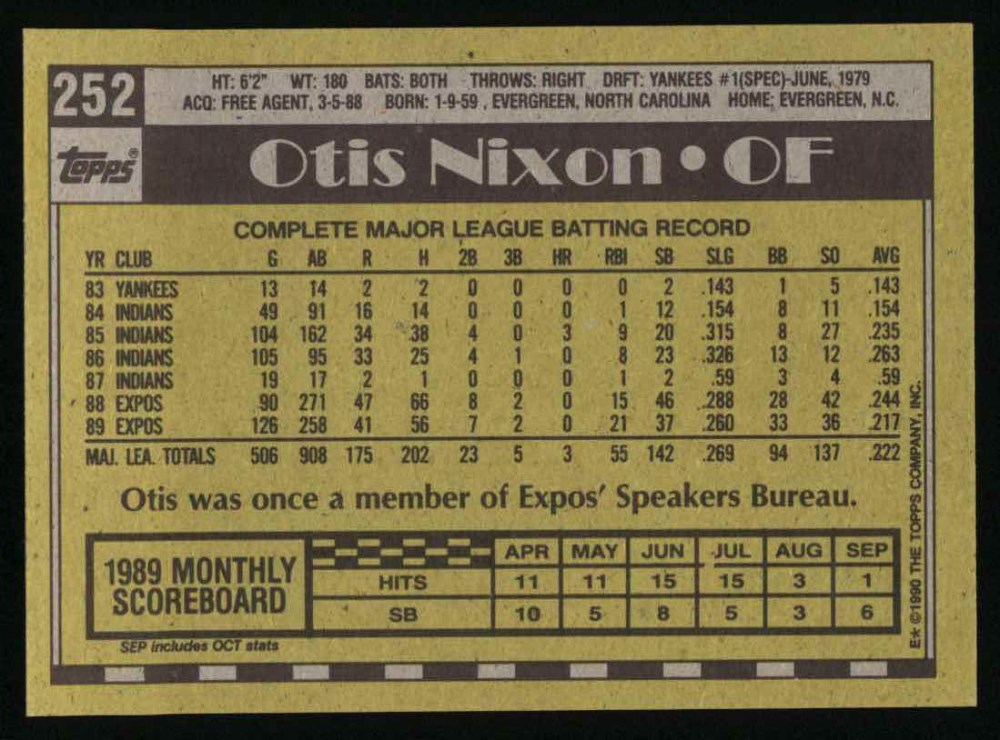 252
HT: 6'2" WT: 180 BATS: BOTH THROWS: RIGHT DRFT: YANKEES #1(SPEC)-JUNE, 1979
ACQ: FREE AGENT, 3-5-88 BORN: 1-9-59, EVERGREEN, NORTH CAROLINA HOME: EVERGREEN, N.C.
topps®
Otis Nixon • OF
COMPLETE MAJOR LEAGUE BATTING RECORD
YR CLUB G AB R H 2B 3B HR RBI SB SLG BB SO AVG
83 YANKEES 13 14 2 2 0 0 0 0 2 .143 1 5 .143
84 INDIANS 49 91 16 14 0 0 0 1 12 .154 8 11 .154
85 INDIANS 104 162 34 38 4 0 3 9 20 .315 8 27 .235
86 INDIANS 105 95 33 25 4 1 0 8 23 .326 13 12 .263
87 INDIANS 19 17 2 1 0 0 0 1 2 .59 3 4 .59
88 EXPOS 90 271 47 66 8 2 0 15 46 .288 28 42 .244
89 EXPOS 126 258 41 56 7 2 0 21 37 .260 33 36 .217
MAJ. LEA. TOTALS 506 908 175 202 23 5 3 55 142 .269 94 137 .222
Otis was once a member of Expos' Speakers Bureau.
1989 MONTHLY
SCOREBOARD
APR MAY JUN JUL AUG SEP
HITS 11 11 15 15 3 1
SB 10 5 8 5 3 6
SEP includes OCT stats
E* ©1990 THE TOPPS COMPANY, INC.